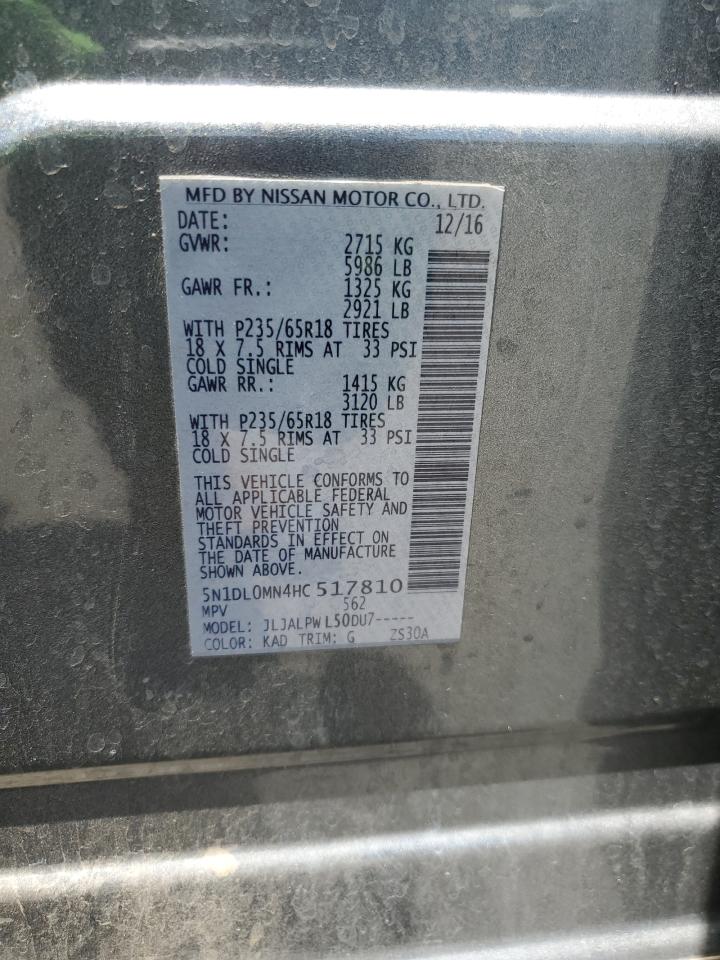 MFD BY NISSAN MOTOR CO., LTD.
DATE: 12/16
GVWR: 2715 KG
5986 LB
GAWR FR.: 1325 KG
2921 LB
WITH P235/65R18 TIRES
18 X 7.5 RIMS AT 33 PSI
COLD SINGLE
GAWR RR.: 1415 KG
3120 LB
WITH P235/65R18 TIRES
18 X 7.5 RIMS AT 33 PSI
COLD SINGLE
THIS VEHICLE CONFORMS TO
ALL APPLICABLE FEDERAL
MOTOR VEHICLE SAFETY AND
THEFT PREVENTION
STANDARDS IN EFFECT ON
THE DATE OF MANUFACTURE
SHOWN ABOVE.
5N1DL0MN4HC 517810
MPV 562
MODEL: JLJALPW L50DU7-----
COLOR: KAD TRIM: G ZS30A